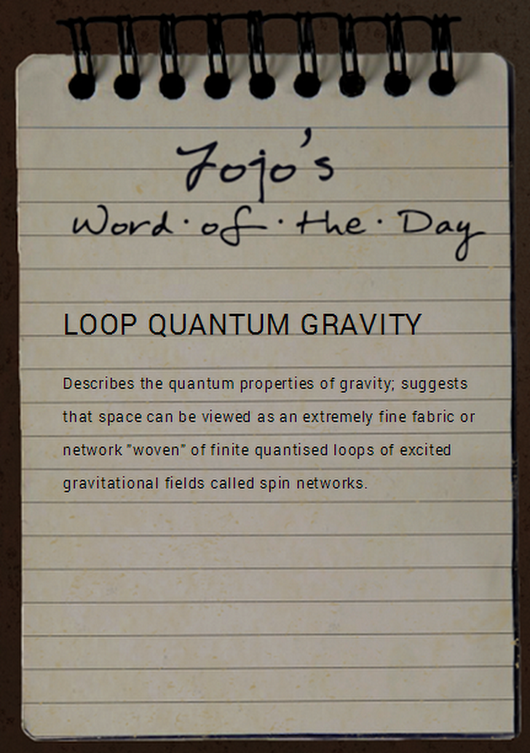 Jojo's
Word·of·the·Day
LOOP QUANTUM GRAVITY
Describes the quantum properties of gravity; suggests
that space can be viewed as an extremely fine fabric or
network "woven" of finite quantised loops of excited
gravitational fields called spin networks.